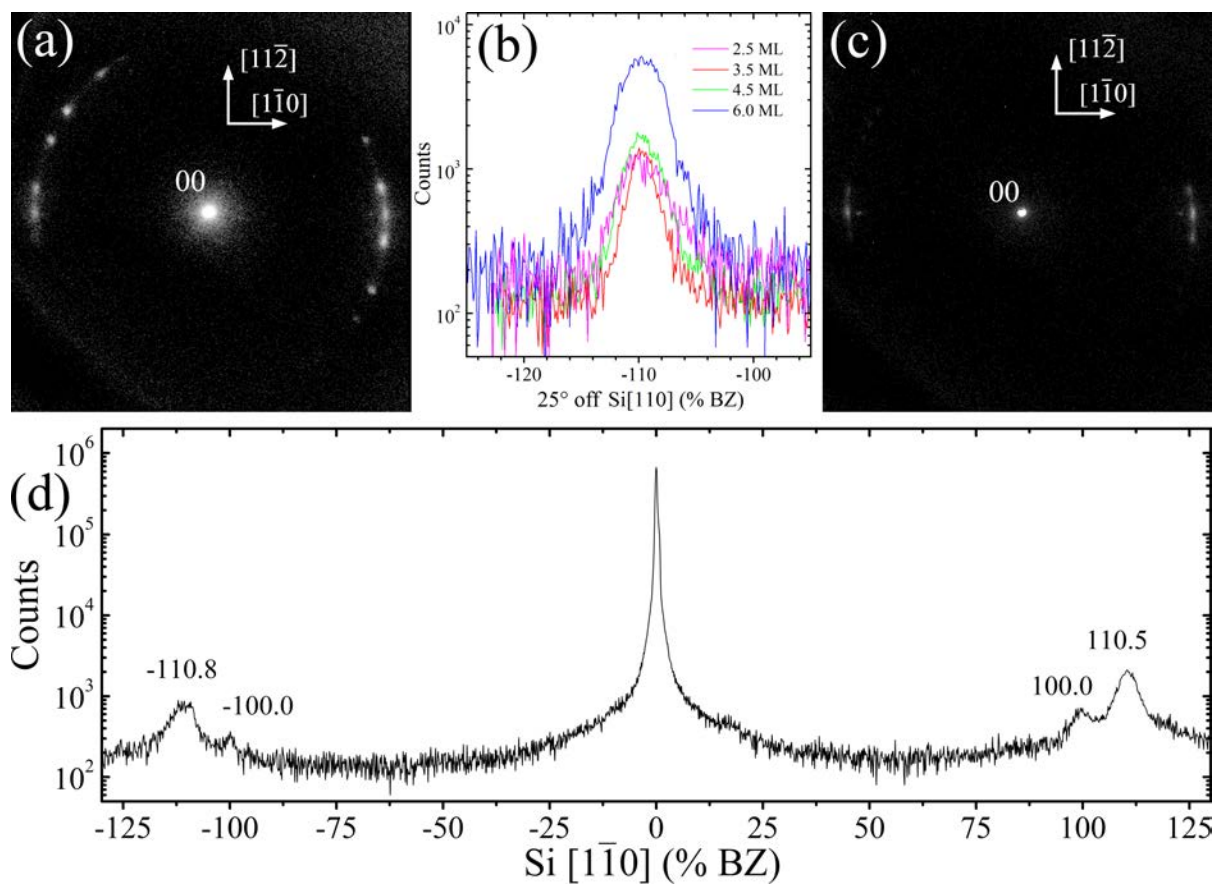 (a)
[112̅]
[11̅0]
00
(b)
10⁴
10³
10²
Counts
2.5 ML
3.5 ML
4.5 ML
6.0 ML
-120
-110
-100
25° off Si[110] (% BZ)
(c)
[112̅]
[11̅0]
00
(d)
10⁶
10⁵
10⁴
10³
10²
Counts
-110.8
-100.0
100.0
110.5
-125
-100
-75
-50
-25
0
25
50
75
100
125
Si [11̅0] (% BZ)